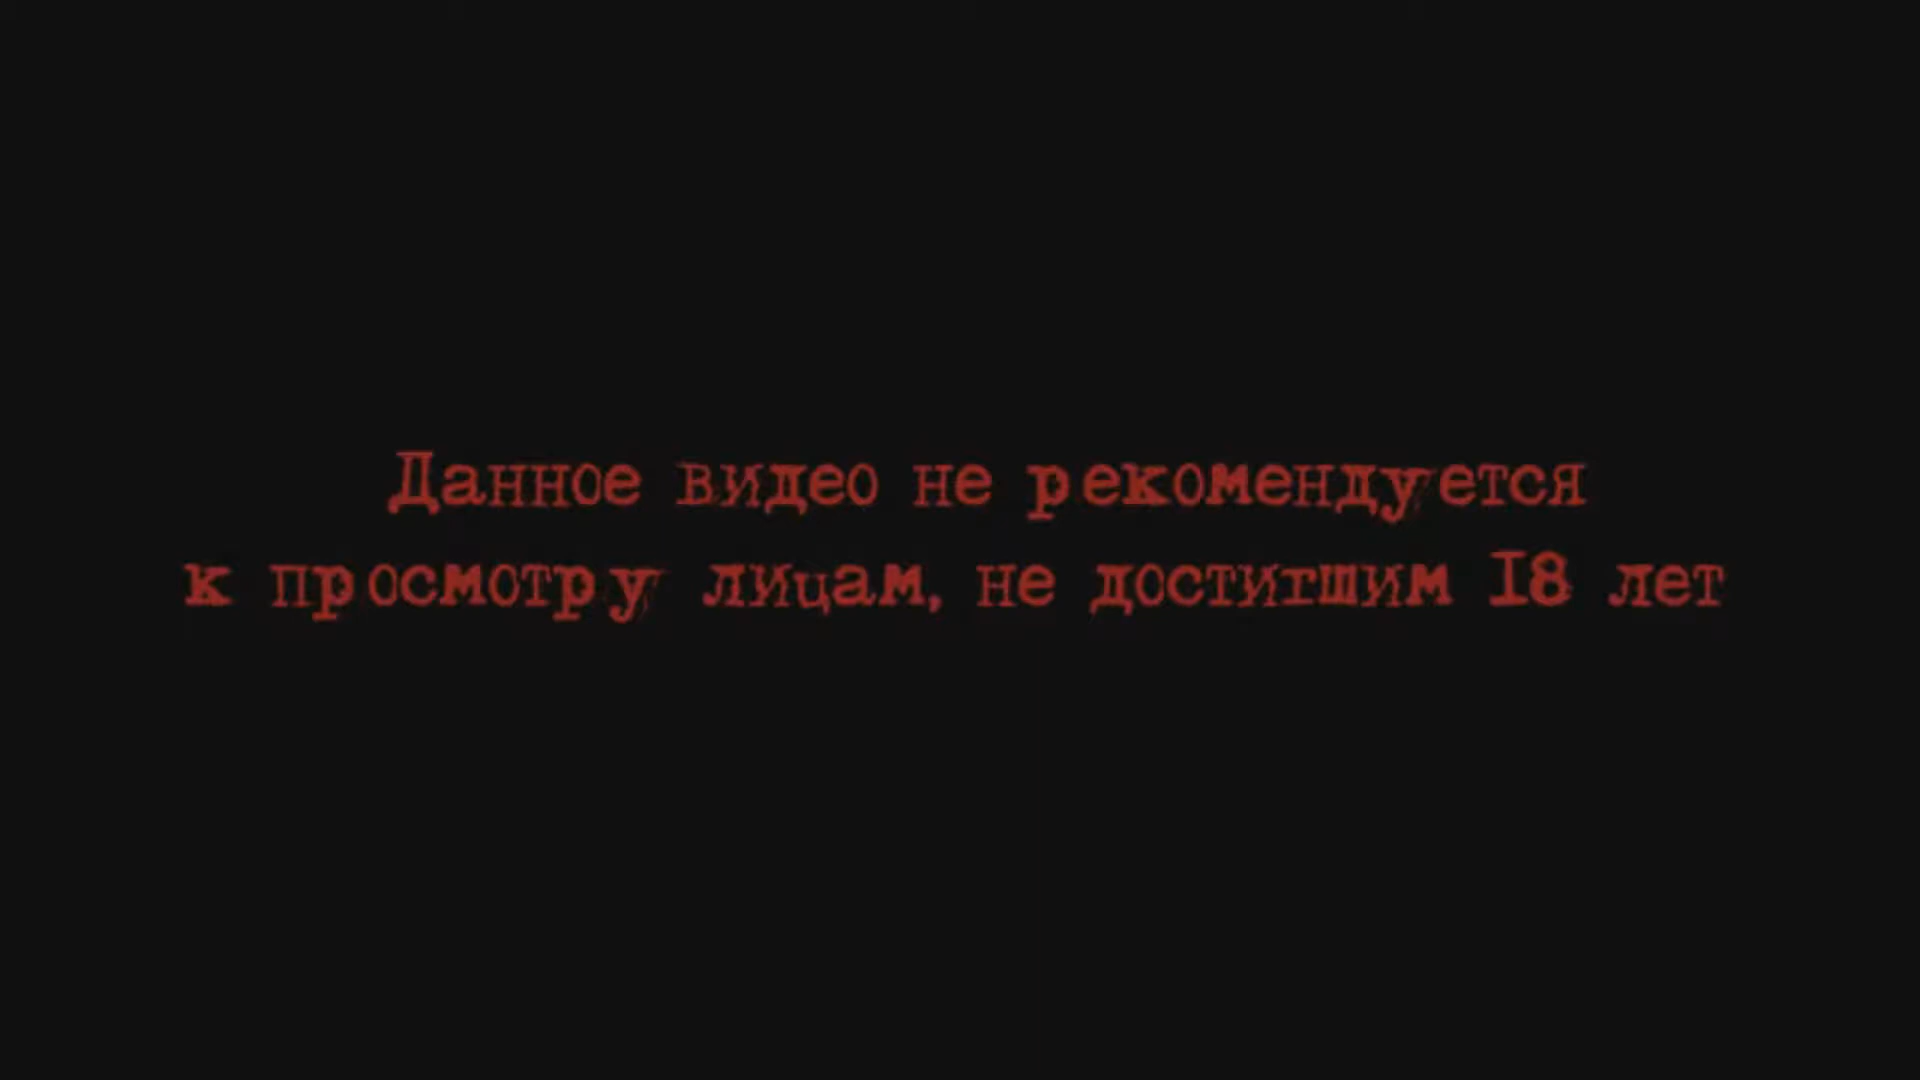 Данное видео не рекомендуется
к просмотру лицам, не достигшим 18 лет